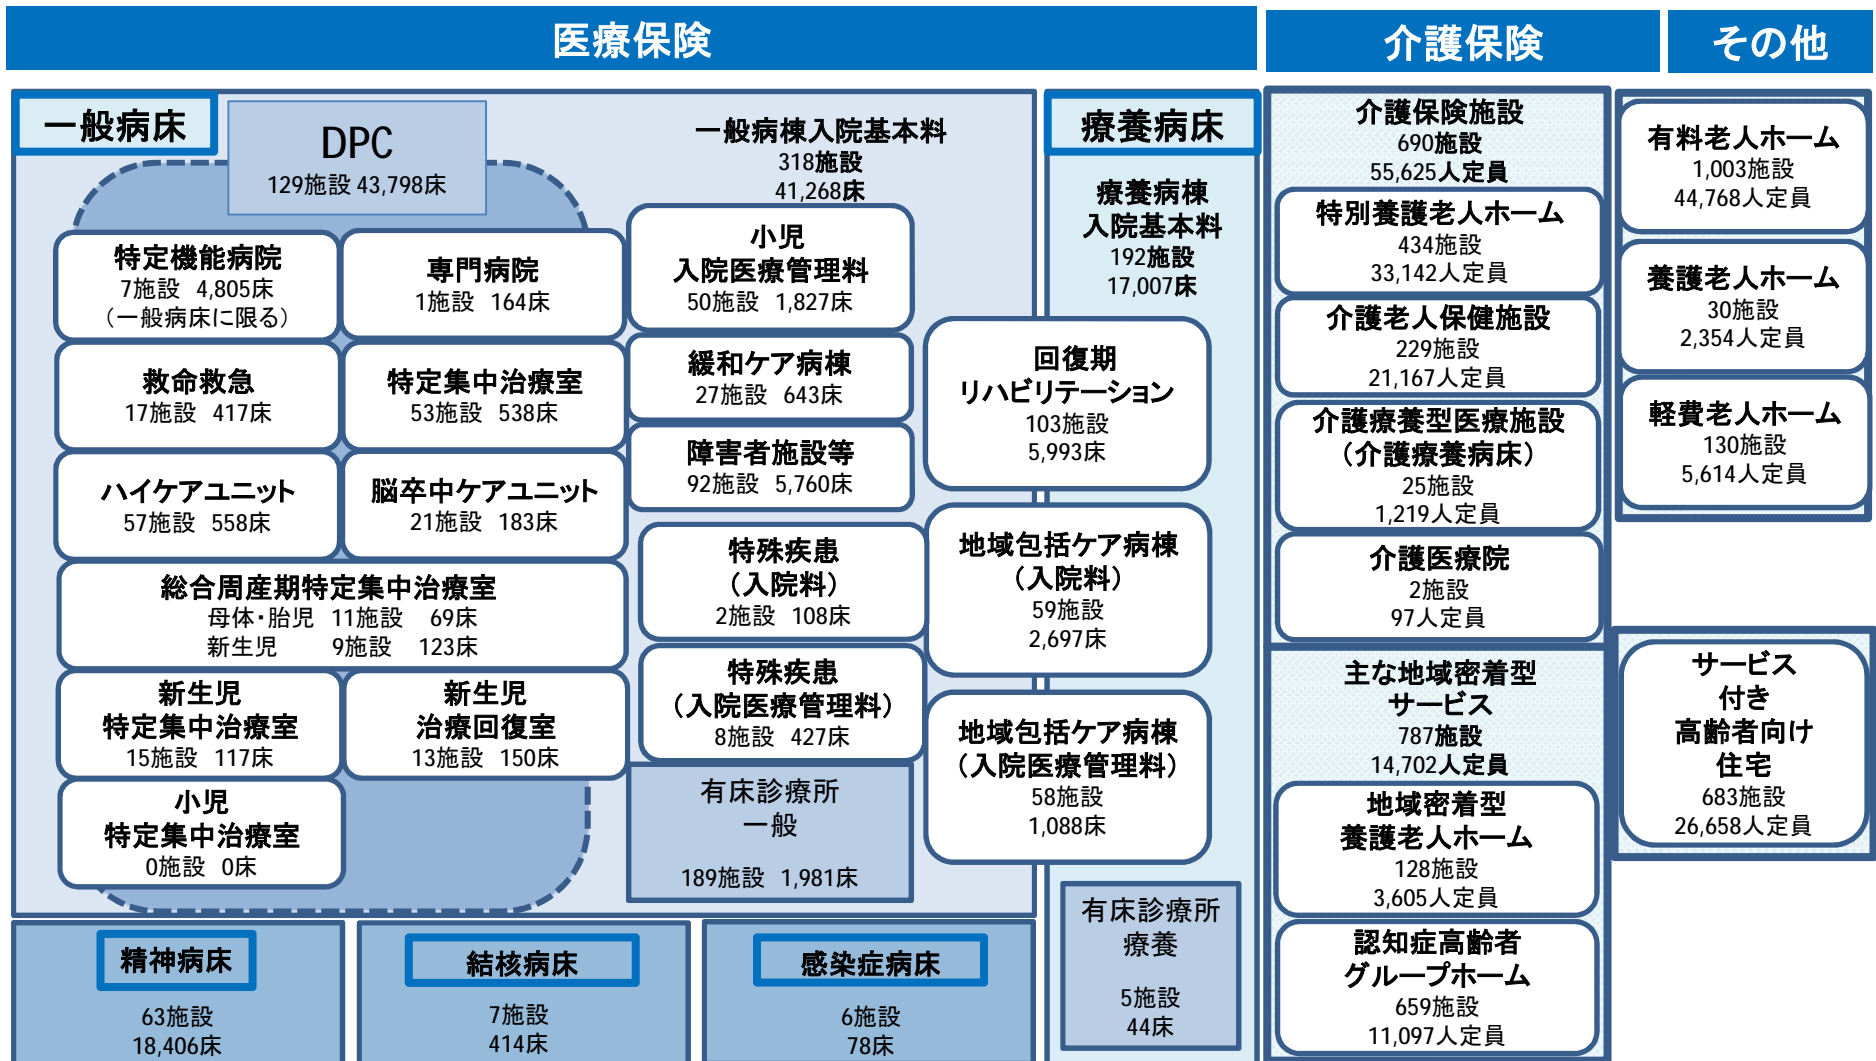 医療保険
介護保険
その他
一般病床
DPC
129施設 43,798床
一般病棟入院基本料
318施設
41,268床
特定機能病院
7施設 4,805床
（一般病床に限る）
専門病院
1施設 164床
救命救急
17施設 417床
特定集中治療室
53施設 538床
ハイケアユニット
57施設 558床
脳卒中ケアユニット
21施設 183床
総合周産期特定集中治療室
母体・胎児 11施設 69床
新生児 9施設 123床
新生児
特定集中治療室
15施設 117床
新生児
治療回復室
13施設 150床
小児
特定集中治療室
0施設 0床
小児
入院医療管理料
50施設 1,827床
緩和ケア病棟
27施設 643床
障害者施設等
92施設 5,760床
特殊疾患
（入院料）
2施設 108床
特殊疾患
（入院医療管理料）
8施設 427床
有床診療所
一般
189施設 1,981床
療養病床
療養病棟
入院基本料
192施設
17,007床
回復期
リハビリテーション
103施設
5,993床
地域包括ケア病棟
（入院料）
59施設
2,697床
地域包括ケア病棟
（入院医療管理料）
58施設
1,088床
有床診療所
療養
5施設
44床
精神病床
63施設
18,406床
結核病床
7施設
414床
感染症病床
6施設
78床
介護保険施設
690施設
55,625人定員
特別養護老人ホーム
434施設
33,142人定員
介護老人保健施設
229施設
21,167人定員
介護療養型医療施設
（介護療養病床）
25施設
1,219人定員
介護医療院
2施設
97人定員
主な地域密着型
サービス
787施設
14,702人定員
地域密着型
養護老人ホーム
128施設
3,605人定員
認知症高齢者
グループホーム
659施設
11,097人定員
有料老人ホーム
1,003施設
44,768人定員
養護老人ホーム
30施設
2,354人定員
軽費老人ホーム
130施設
5,614人定員
サービス
付き
高齢者向け
住宅
683施設
26,658人定員